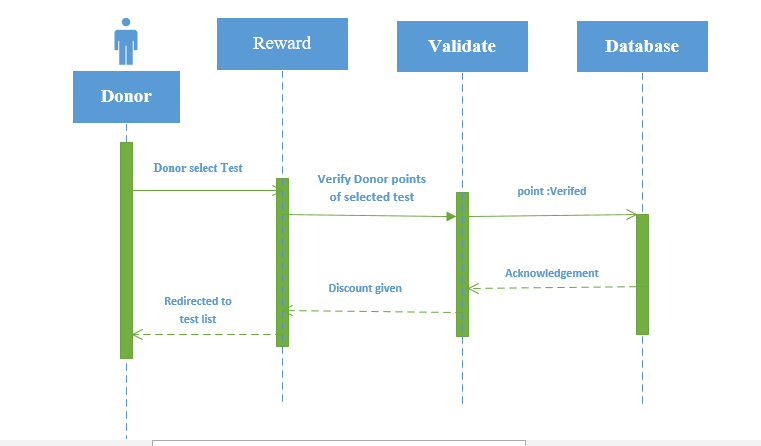 Donor
Reward
Validate
Database
Donor select Test
Verify Donor points
of selected test
point :Verifed
Acknowledgement
Discount given
Redirected to
test list